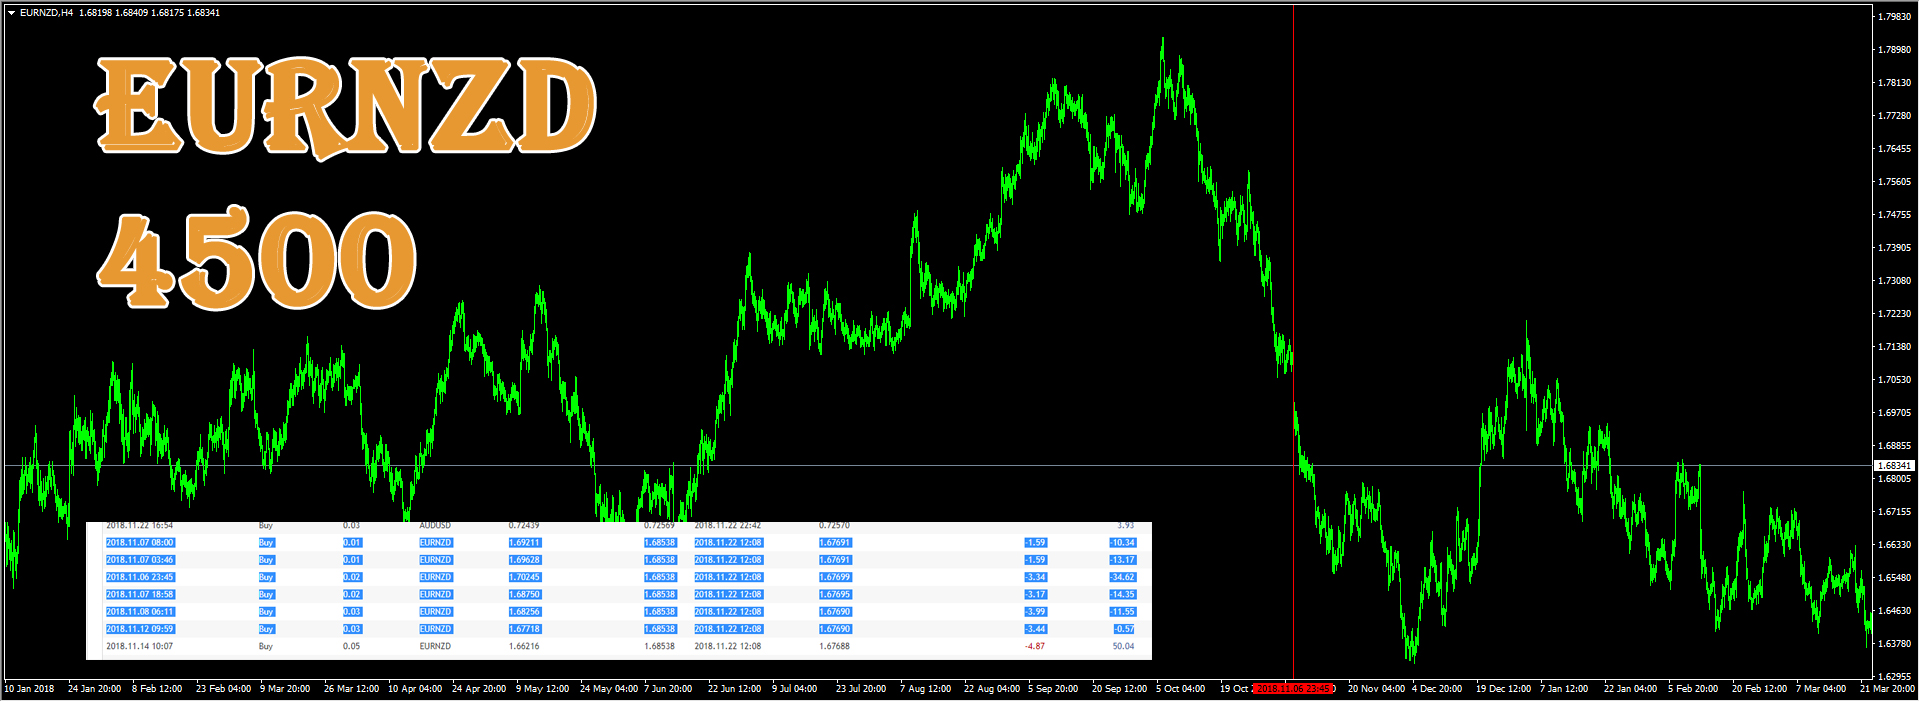 EURNZD,H4 1.68198 1.68409 1.68175 1.68341
EURNZD
4500
1.79830
1.78980
1.78130
1.77280
1.76455
1.75605
1.74755
1.73905
1.73080
1.72230
1.71380
1.70530
1.69705
1.68855
1.68341
1.68005
1.67155
1.66330
1.65480
1.64630
1.63780
1.62955
2018.11.22 16:54 Buy 0.03 AUDUSD 0.72439 0.72569 2018.11.22 22:42 0.72570 3.93
2018.11.07 08:00 Buy 0.01 EURNZD 1.69211 1.68538 2018.11.22 12:08 1.67691 -1.59 -10.34
2018.11.07 03:46 Buy 0.01 EURNZD 1.69628 1.68538 2018.11.22 12:08 1.67691 -1.59 -13.17
2018.11.06 23:45 Buy 0.02 EURNZD 1.70245 1.68538 2018.11.22 12:08 1.67699 -3.34 -34.62
2018.11.07 18:58 Buy 0.02 EURNZD 1.68750 1.68538 2018.11.22 12:08 1.67695 -3.17 -14.35
2018.11.08 06:11 Buy 0.03 EURNZD 1.68256 1.68538 2018.11.22 12:08 1.67690 -3.99 -11.55
2018.11.12 09:59 Buy 0.03 EURNZD 1.67718 1.68538 2018.11.22 12:08 1.67690 -3.44 -0.57
2018.11.14 10:07 Buy 0.05 EURNZD 1.66216 1.68538 2018.11.22 12:08 1.67688 -4.87 50.04
10 Jan 2018 24 Jan 20:00 8 Feb 12:00 23 Feb 04:00 9 Mar 20:00 26 Mar 12:00 10 Apr 04:00 24 Apr 20:00 9 May 12:00 24 May 04:00 7 Jun 20:00 22 Jun 12:00 9 Jul 04:00 23 Jul 20:00 7 Aug 12:00 22 Aug 04:00 5 Sep 20:00 20 Sep 12:00 5 Oct 04:00 19 Oct 2018.11.06 23:45 20 Nov 04:00 4 Dec 20:00 19 Dec 12:00 7 Jan 12:00 22 Jan 04:00 5 Feb 20:00 20 Feb 12:00 7 Mar 04:00 21 Mar 20:00